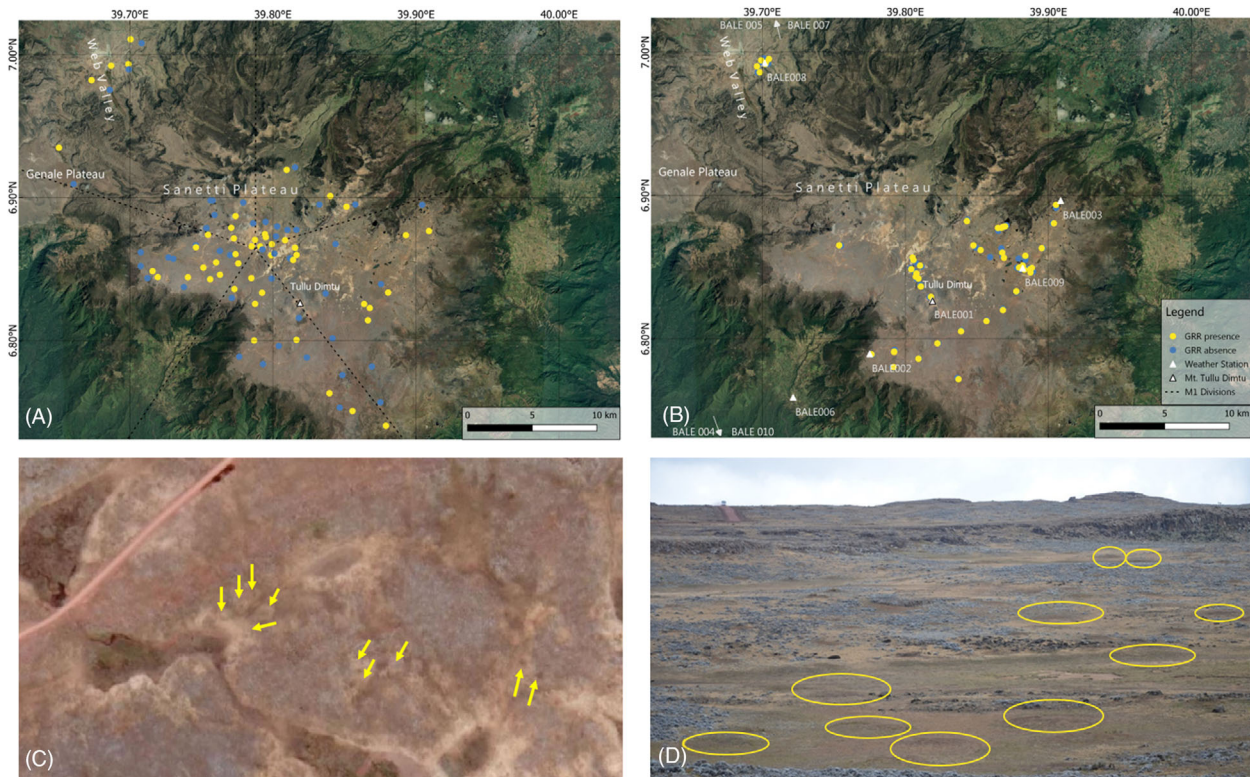 39.70°E 39.80°E 39.90°E 40.00°E
7.00°N
6.90°N
6.80°N
Web Valley
Genale Plateau
Sanetti Plateau
Tullu Dimtu
0 5 10 km
(A)
39.70°E 39.80°E 39.90°E 40.00°E
7.00°N
6.90°N
6.80°N
BALE 005 BALE 007
BALE008
Web Valley
Genale Plateau
Sanetti Plateau
BALE003
BALE009
Tullu Dimtu
BALE001
BALE002
BALE006
BALE 004 BALE 010
Legend
GRR presence
GRR absence
Weather Station
Mt. Tullu Dimtu
M1 Divisions
0 5 10 km
(B)
(C)
(D)